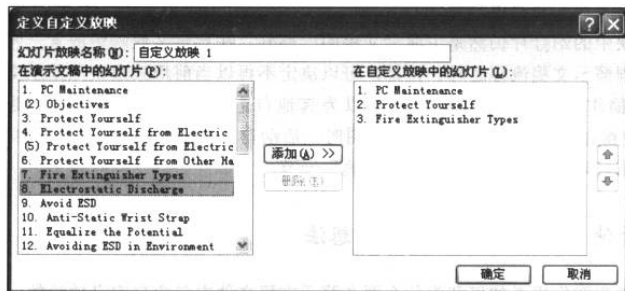 定义自定义放映
幻灯片放映名称(N): 自定义放映 1
在演示文稿中的幻灯片(P):
1. PC Maintenance
(2) Objectives
3. Protect Yourself
4. Protect Yourself from Electric
(5) Protect Yourself from Electric
6. Protect Yourself from Other Ha
7. Fire Extinguisher Types
8. Electrostatic Discharge
9. Avoid ESD
10. Anti-Static Wrist Strap
11. Equalize the Potential
12. Avoiding ESD in Environment
添加(A) >>
删除(R)
在自定义放映中的幻灯片(L)
1. PC Maintenance
2. Protect Yourself
3. Fire Extinguisher Types
确定
取消